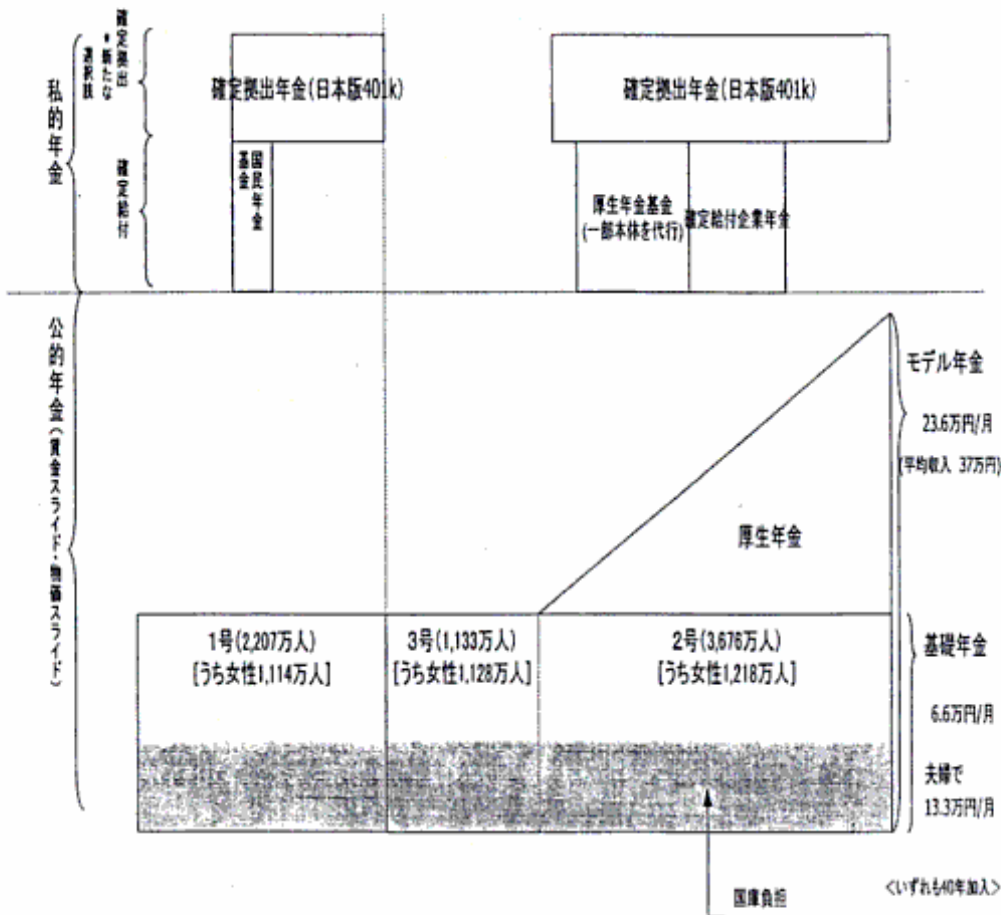 私的年金
確定拠出
*新たな
選択肢
確定給付
確定拠出年金(日本版401k)
確定拠出年金(日本版401k)
国民年金
基金
厚生年金基金
(一部本体を代行)
確定給付企業年金
公的年金(賃金スライド・物価スライド)
モデル年金
23.6万円/月
(平均収入 37万円)
厚生年金
1号(2,207万人)
[うち女性1,114万人]
3号(1,133万人)
[うち女性1,128万人]
2号(3,676万人)
[うち女性1,218万人]
基礎年金
6.6万円/月
夫婦で
13.3万円/月
国庫負担
<いずれも40年加入>